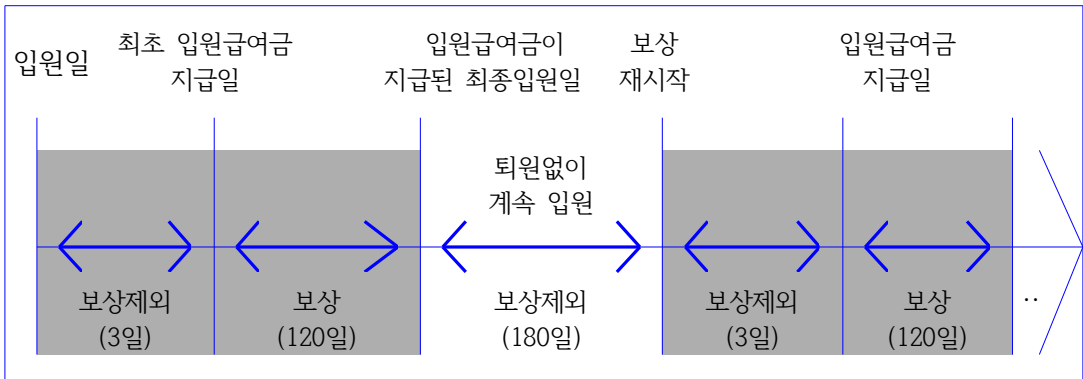 입원일
최초 입원급여금
지급일
입원급여금이
지급된 최종입원일
보상
재시작
입원급여금
지급일
퇴원없이
계속 입원
보상제외
(3일)
보상
(120일)
보상제외
(180일)
보상제외
(3일)
보상
(120일)
..